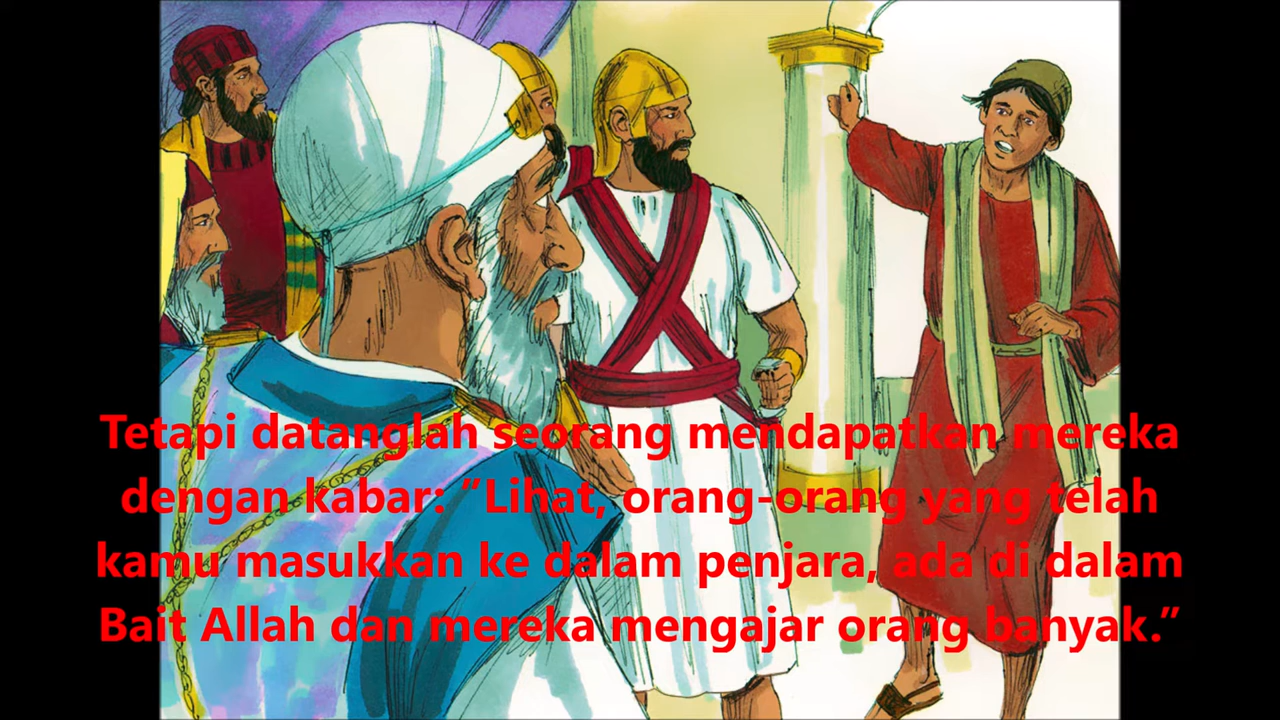 Tetapi datanglah seorang mendapatkan mereka
dengan kabar: ”Lihat, orang-orang yang telah
kamu masukkan ke dalam penjara, ada di dalam
Bait Allah dan mereka mengajar orang banyak.”